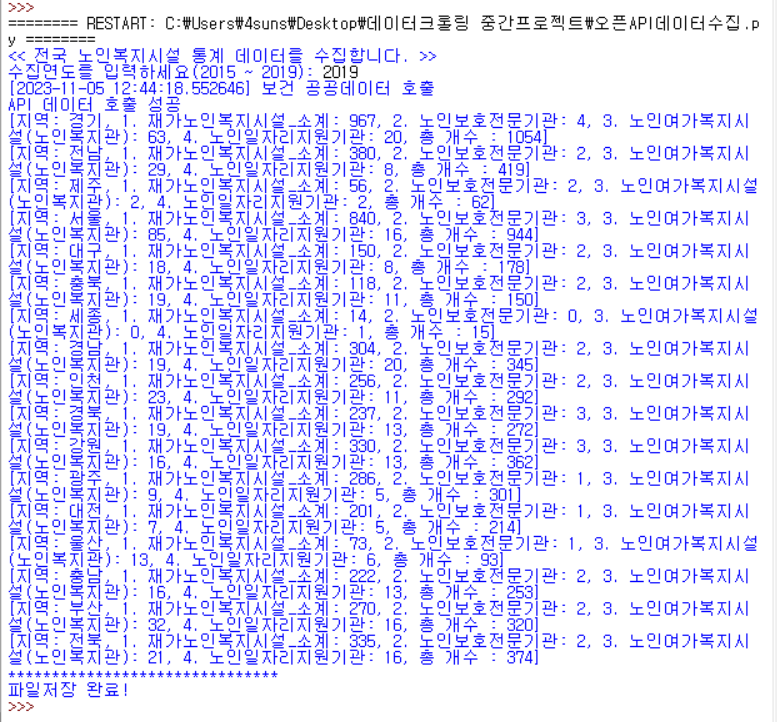 >>>
======== RESTART: C:\Users\4suns\Desktop\데이터크롤링 중간프로젝트\오픈API데이터수집.p
y ========
<< 전국 노인복지시설 통계 데이터를 수집합니다. >>
수집연도를 입력하세요(2015 ~ 2019): 2019
[2023-11-05 12:44:18.552646] 보건 공공데이터 호출
API 데이터 호출 성공
[지역: 경기, 1. 재가노인복지시설_소계: 967, 2. 노인보호전문기관: 4, 3. 노인여가복지시
설(노인복지관): 63, 4. 노인일자리지원기관: 20, 총 개수 : 1054]
[지역: 전남, 1. 재가노인복지시설_소계: 380, 2. 노인보호전문기관: 2, 3. 노인여가복지시
설(노인복지관): 29, 4. 노인일자리지원기관: 8, 총 개수 : 419]
[지역: 제주, 1. 재가노인복지시설_소계: 56, 2. 노인보호전문기관: 2, 3. 노인여가복지시설
(노인복지관): 2, 4. 노인일자리지원기관: 2, 총 개수 : 62]
[지역: 서울, 1. 재가노인복지시설_소계: 840, 2. 노인보호전문기관: 3, 3. 노인여가복지시
설(노인복지관): 85, 4. 노인일자리지원기관: 16, 총 개수 : 944]
[지역: 대구, 1. 재가노인복지시설_소계: 150, 2. 노인보호전문기관: 2, 3. 노인여가복지시
설(노인복지관): 18, 4. 노인일자리지원기관: 8, 총 개수 : 178]
[지역: 충북, 1. 재가노인복지시설_소계: 118, 2. 노인보호전문기관: 2, 3. 노인여가복지시
설(노인복지관): 19, 4. 노인일자리지원기관: 11, 총 개수 : 150]
[지역: 세종, 1. 재가노인복지시설_소계: 14, 2. 노인보호전문기관: 0, 3. 노인여가복지시설
(노인복지관): 0, 4. 노인일자리지원기관: 1, 총 개수 : 15]
[지역: 경남, 1. 재가노인복지시설_소계: 304, 2. 노인보호전문기관: 2, 3. 노인여가복지시
설(노인복지관): 19, 4. 노인일자리지원기관: 20, 총 개수 : 345]
[지역: 인천, 1. 재가노인복지시설_소계: 256, 2. 노인보호전문기관: 2, 3. 노인여가복지시
설(노인복지관): 23, 4. 노인일자리지원기관: 11, 총 개수 : 292]
[지역: 경북, 1. 재가노인복지시설_소계: 237, 2. 노인보호전문기관: 3, 3. 노인여가복지시
설(노인복지관): 19, 4. 노인일자리지원기관: 13, 총 개수 : 272]
[지역: 강원, 1. 재가노인복지시설_소계: 330, 2. 노인보호전문기관: 3, 3. 노인여가복지시
설(노인복지관): 16, 4. 노인일자리지원기관: 13, 총 개수 : 362]
[지역: 광주, 1. 재가노인복지시설_소계: 286, 2. 노인보호전문기관: 1, 3. 노인여가복지시
설(노인복지관): 9, 4. 노인일자리지원기관: 5, 총 개수 : 301]
[지역: 대전, 1. 재가노인복지시설_소계: 201, 2. 노인보호전문기관: 1, 3. 노인여가복지시
설(노인복지관): 7, 4. 노인일자리지원기관: 5, 총 개수 : 214]
[지역: 울산, 1. 재가노인복지시설_소계: 73, 2. 노인보호전문기관: 1, 3. 노인여가복지시설
(노인복지관): 13, 4. 노인일자리지원기관: 6, 총 개수 : 93]
[지역: 충남, 1. 재가노인복지시설_소계: 222, 2. 노인보호전문기관: 2, 3. 노인여가복지시
설(노인복지관): 16, 4. 노인일자리지원기관: 13, 총 개수 : 253]
[지역: 부산, 1. 재가노인복지시설_소계: 270, 2. 노인보호전문기관: 2, 3. 노인여가복지시
설(노인복지관): 32, 4. 노인일자리지원기관: 16, 총 개수 : 320]
[지역: 전북, 1. 재가노인복지시설_소계: 335, 2. 노인보호전문기관: 2, 3. 노인여가복지시
설(노인복지관): 21, 4. 노인일자리지원기관: 16, 총 개수 : 374]
******************************
파일저장 완료!
>>>